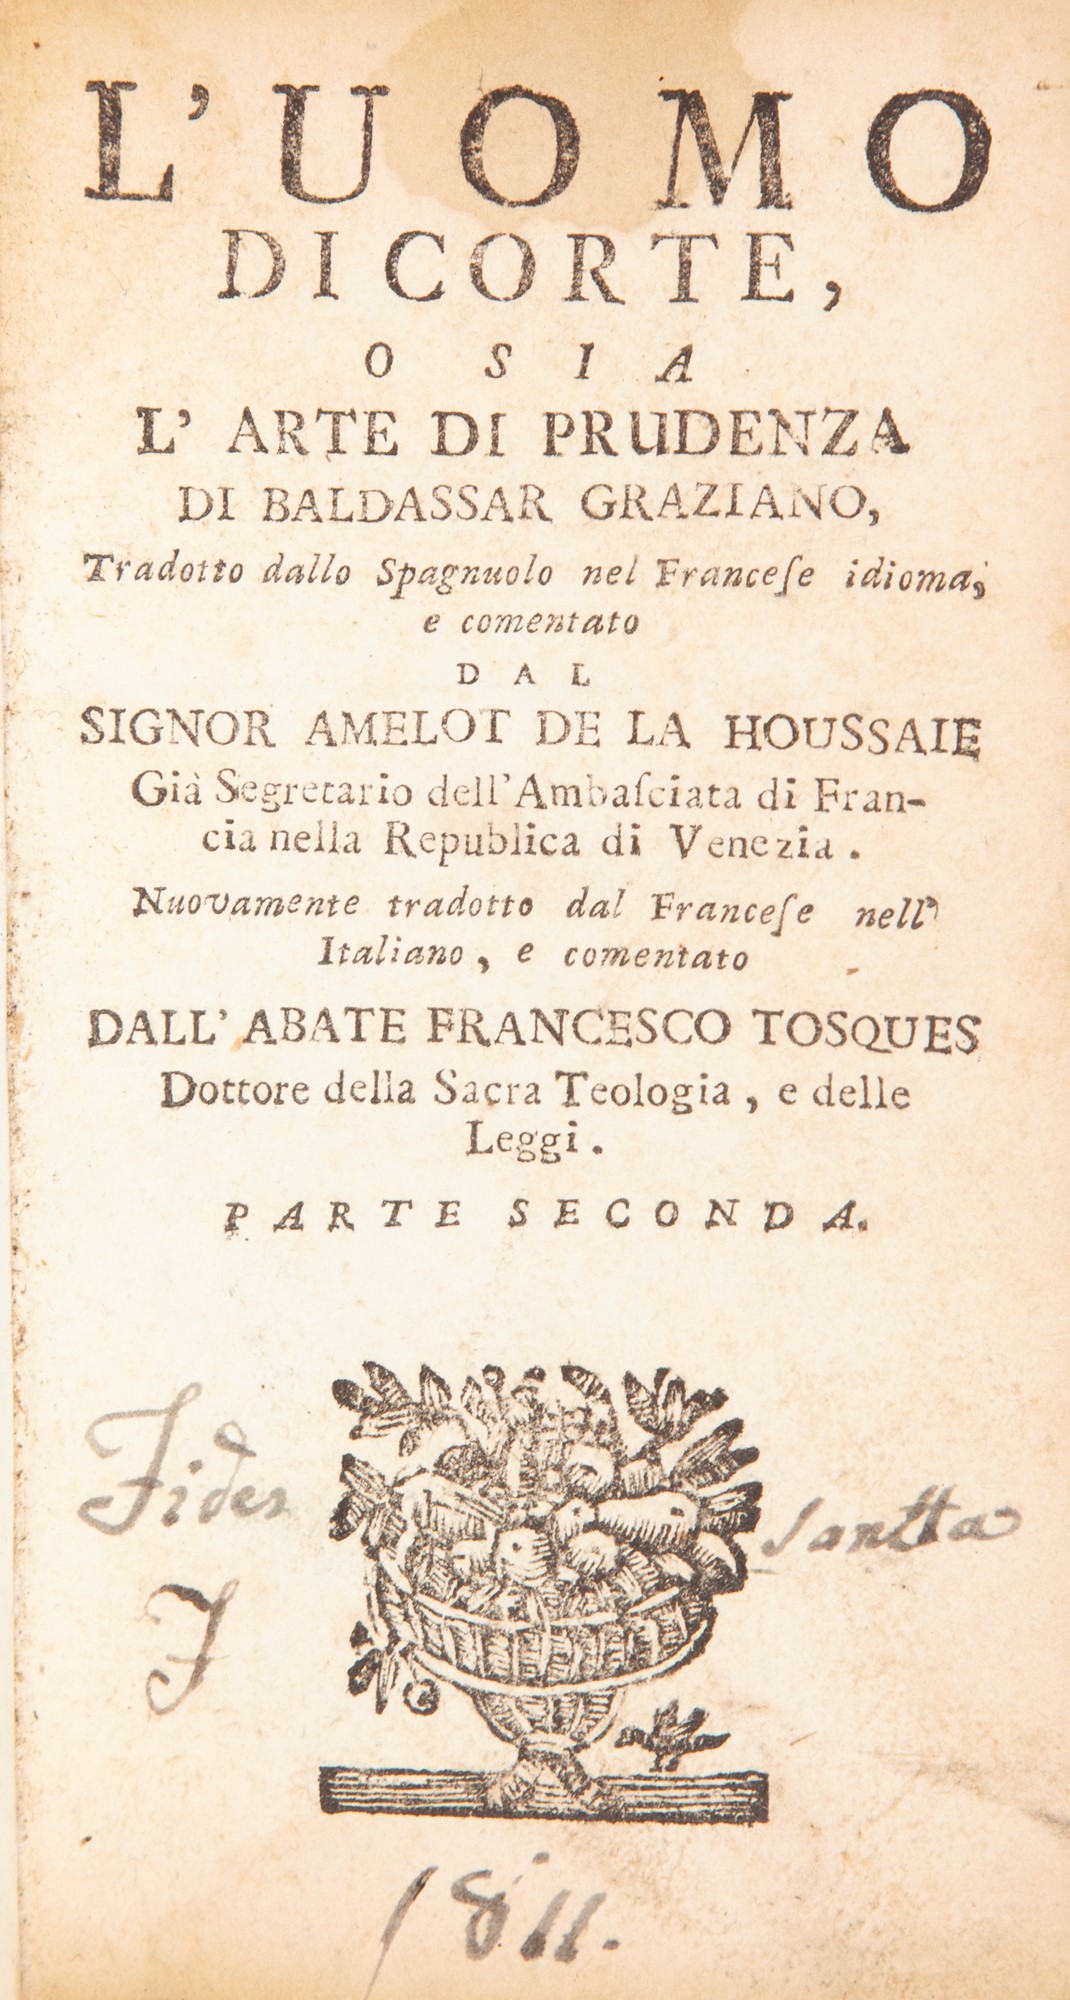 L'UOMO
DI CORTE,
O SIA
L' ARTE DI PRUDENZA
DI BALDASSAR GRAZIANO,
Tradotto dallo Spagnuolo nel Franceſe idioma;
e comentato
DAL
SIGNOR AMELOT DE LA HOUSSAIE
Già Segretario dell'Ambaſciata di Fran-
cia nella Republica di Venezia.
Nuovamente tradotto dal Franceſe nell'
Italiano, e comentato
DALL' ABATE FRANCESCO TOSQUES
Dottore della Sacra Teologia, e delle
Leggi.
PARTE SECONDA.
Fides santta
J
1811.